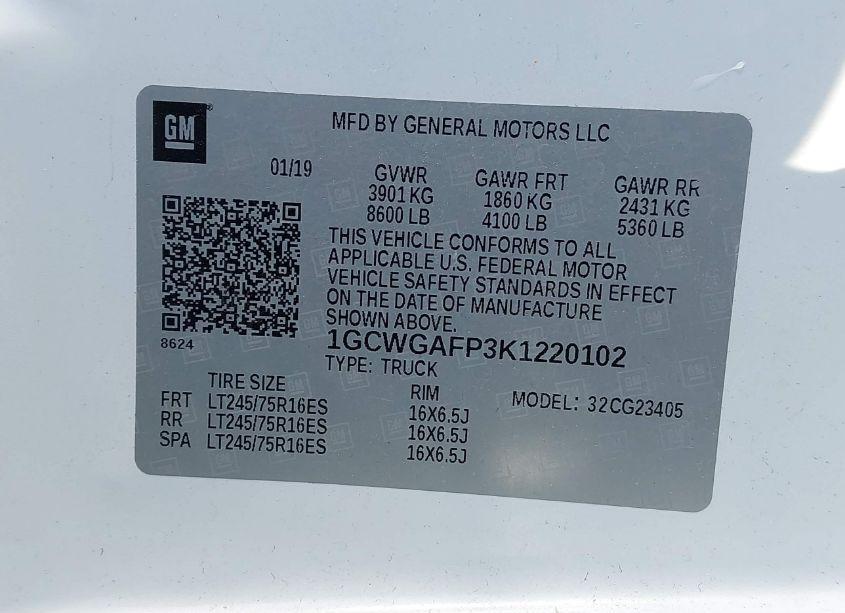 GM
MFD BY GENERAL MOTORS LLC
01/19
GVWR GAWR FRT GAWR RR
3901 KG 1860 KG 2431 KG
8600 LB 4100 LB 5360 LB
THIS VEHICLE CONFORMS TO ALL
APPLICABLE U.S. FEDERAL MOTOR
VEHICLE SAFETY STANDARDS IN EFFECT
ON THE DATE OF MANUFACTURE
SHOWN ABOVE.
8624
1GCWGAFP3K1220102
TYPE: TRUCK
TIRE SIZE RIM
MODEL: 32CG23405
FRT LT245/75R16ES 16X6.5J
RR LT245/75R16ES 16X6.5J
SPA LT245/75R16ES 16X6.5J